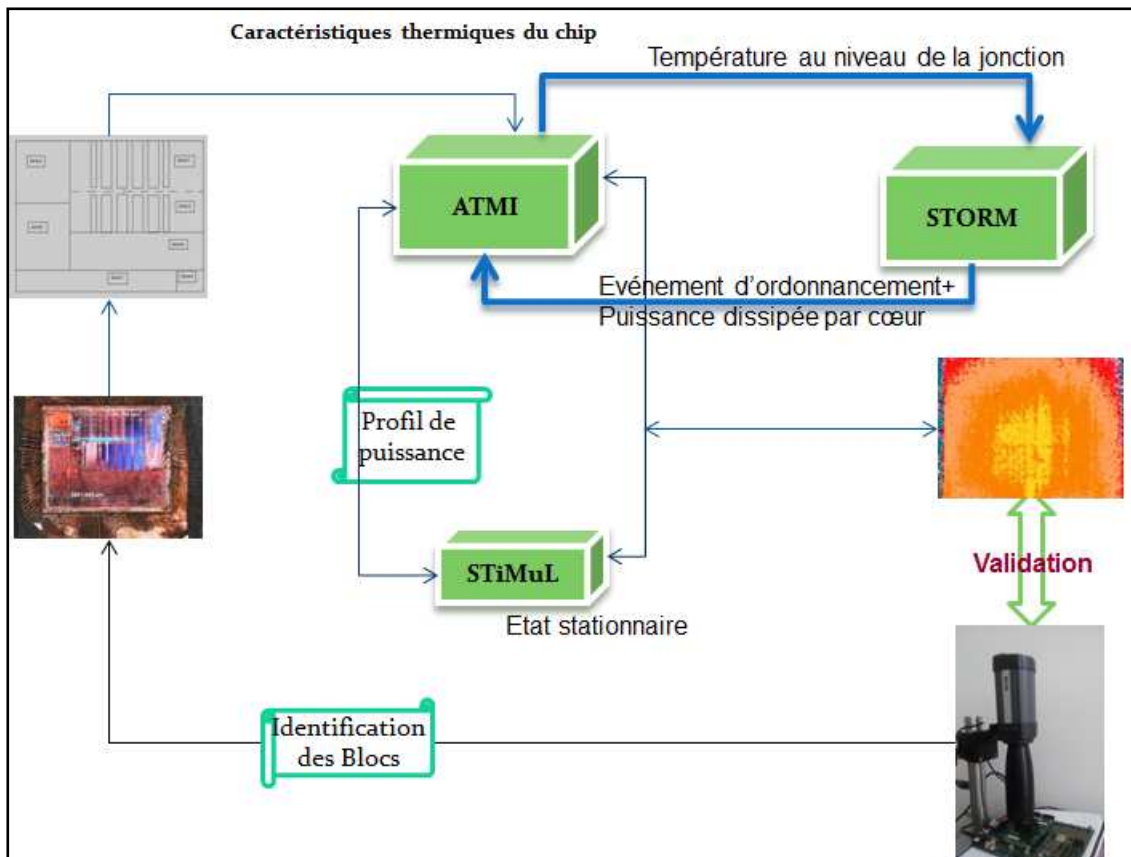 Caractéristiques thermiques du chip
Température au niveau de la jonction
ATMI
STORM
Evénement d'ordonnancement+
Puissance dissipée par cœur
Profil de
puissance
STiMuL
Etat stationnaire
Validation
Identification
des Blocs